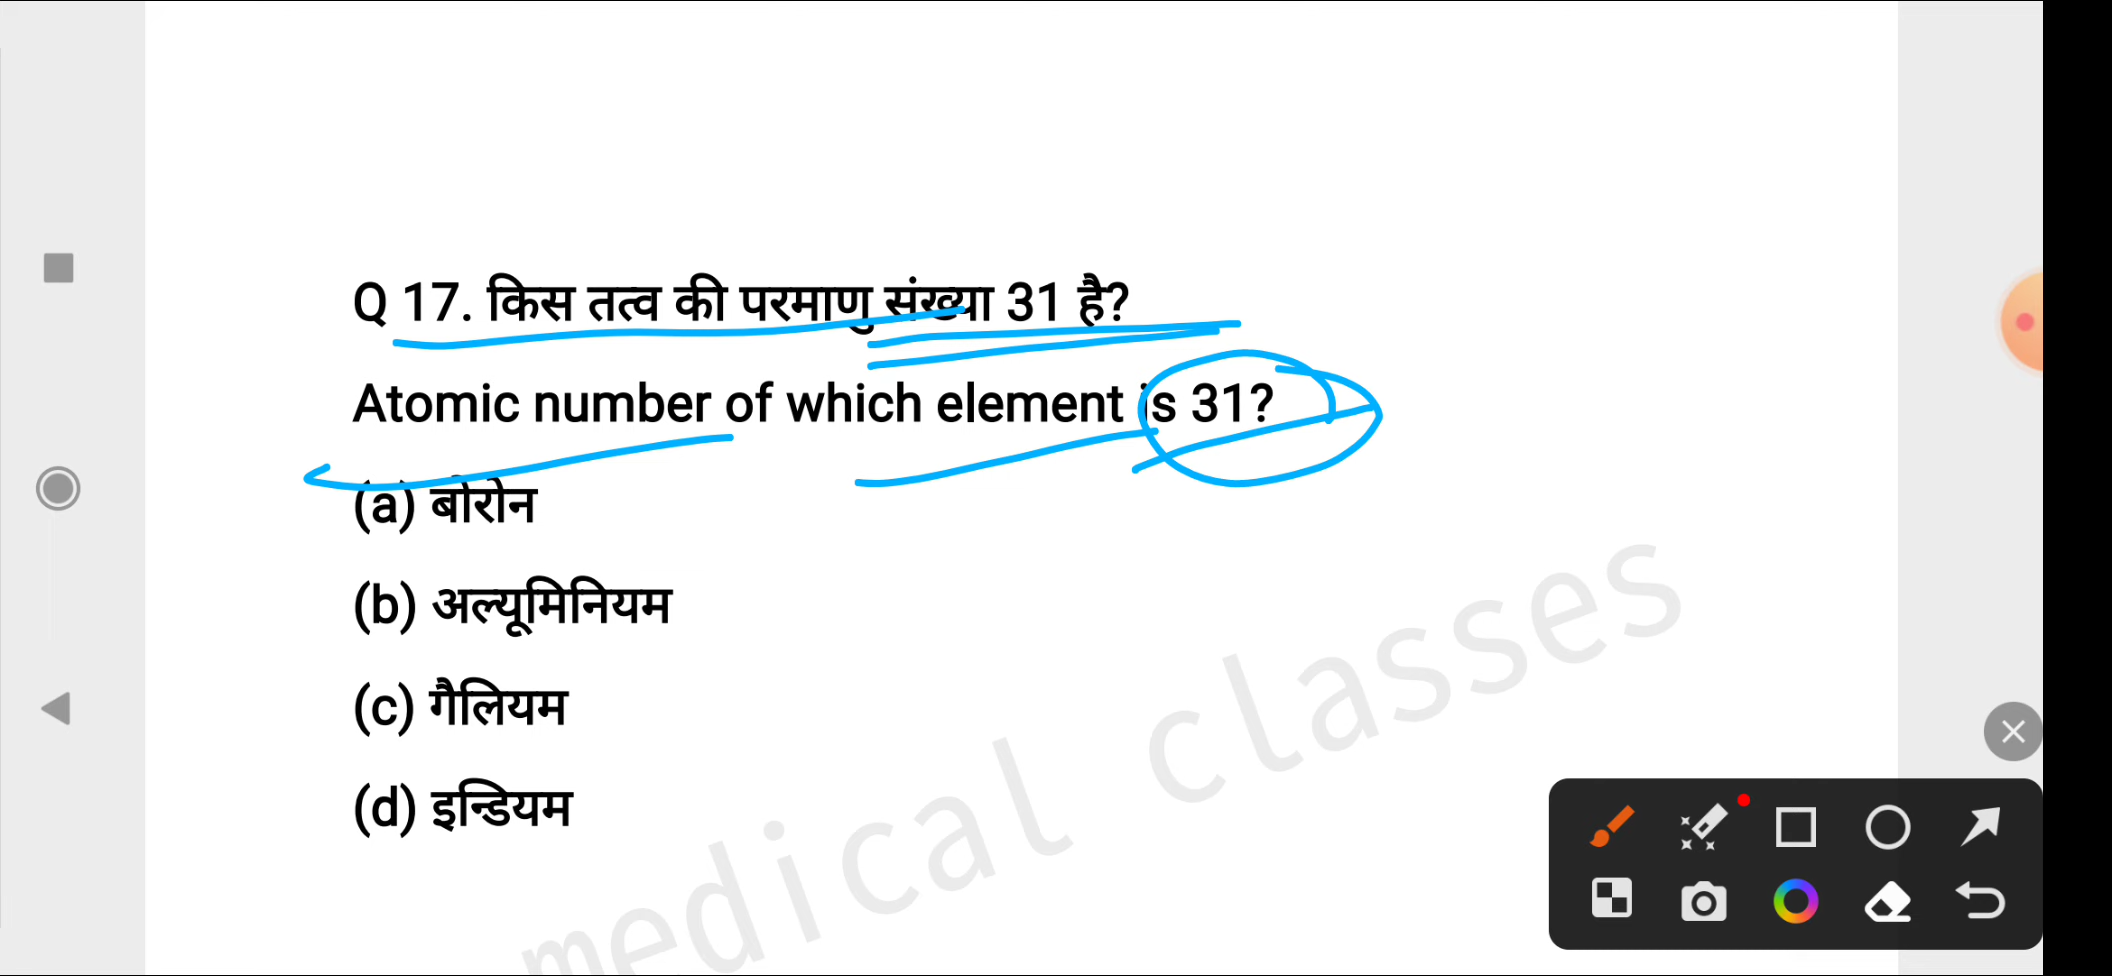 Q 17. किस तत्व की परमाणु संख्या 31 है?
Atomic number of which element is 31?
(a) बोरोन
(b) अल्यूमिनियम
(c) गैलियम
(d) इन्डियम
medical classes